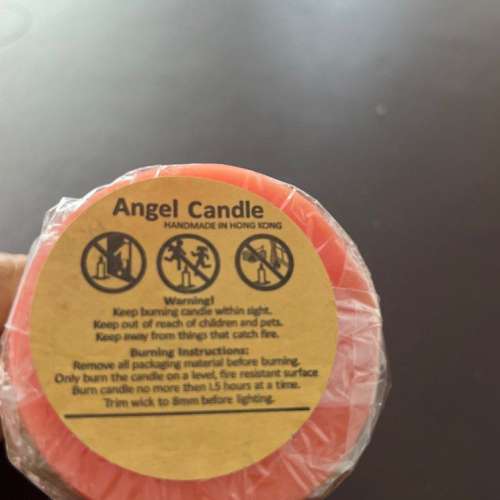 Angel Candle
HANDMADE IN HONG KONG
Warning!
Keep burning candle within sight.
Keep out of reach of children and pets.
Keep away from things that catch fire.
Burning Instructions:
Remove all packaging material before burning.
Only burn the candle on a level, fire resistant surface
Burn candle no more then 1.5 hours at a time.
Trim wick to 8mm before lighting.